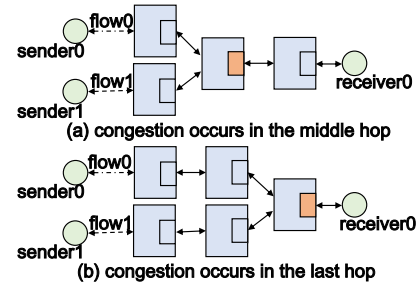 flow0
sender0
flow1
receiver0
sender1
(a) congestion occurs in the middle hop
flow0
sender0
flow1
receiver0
sender1
(b) congestion occurs in the last hop